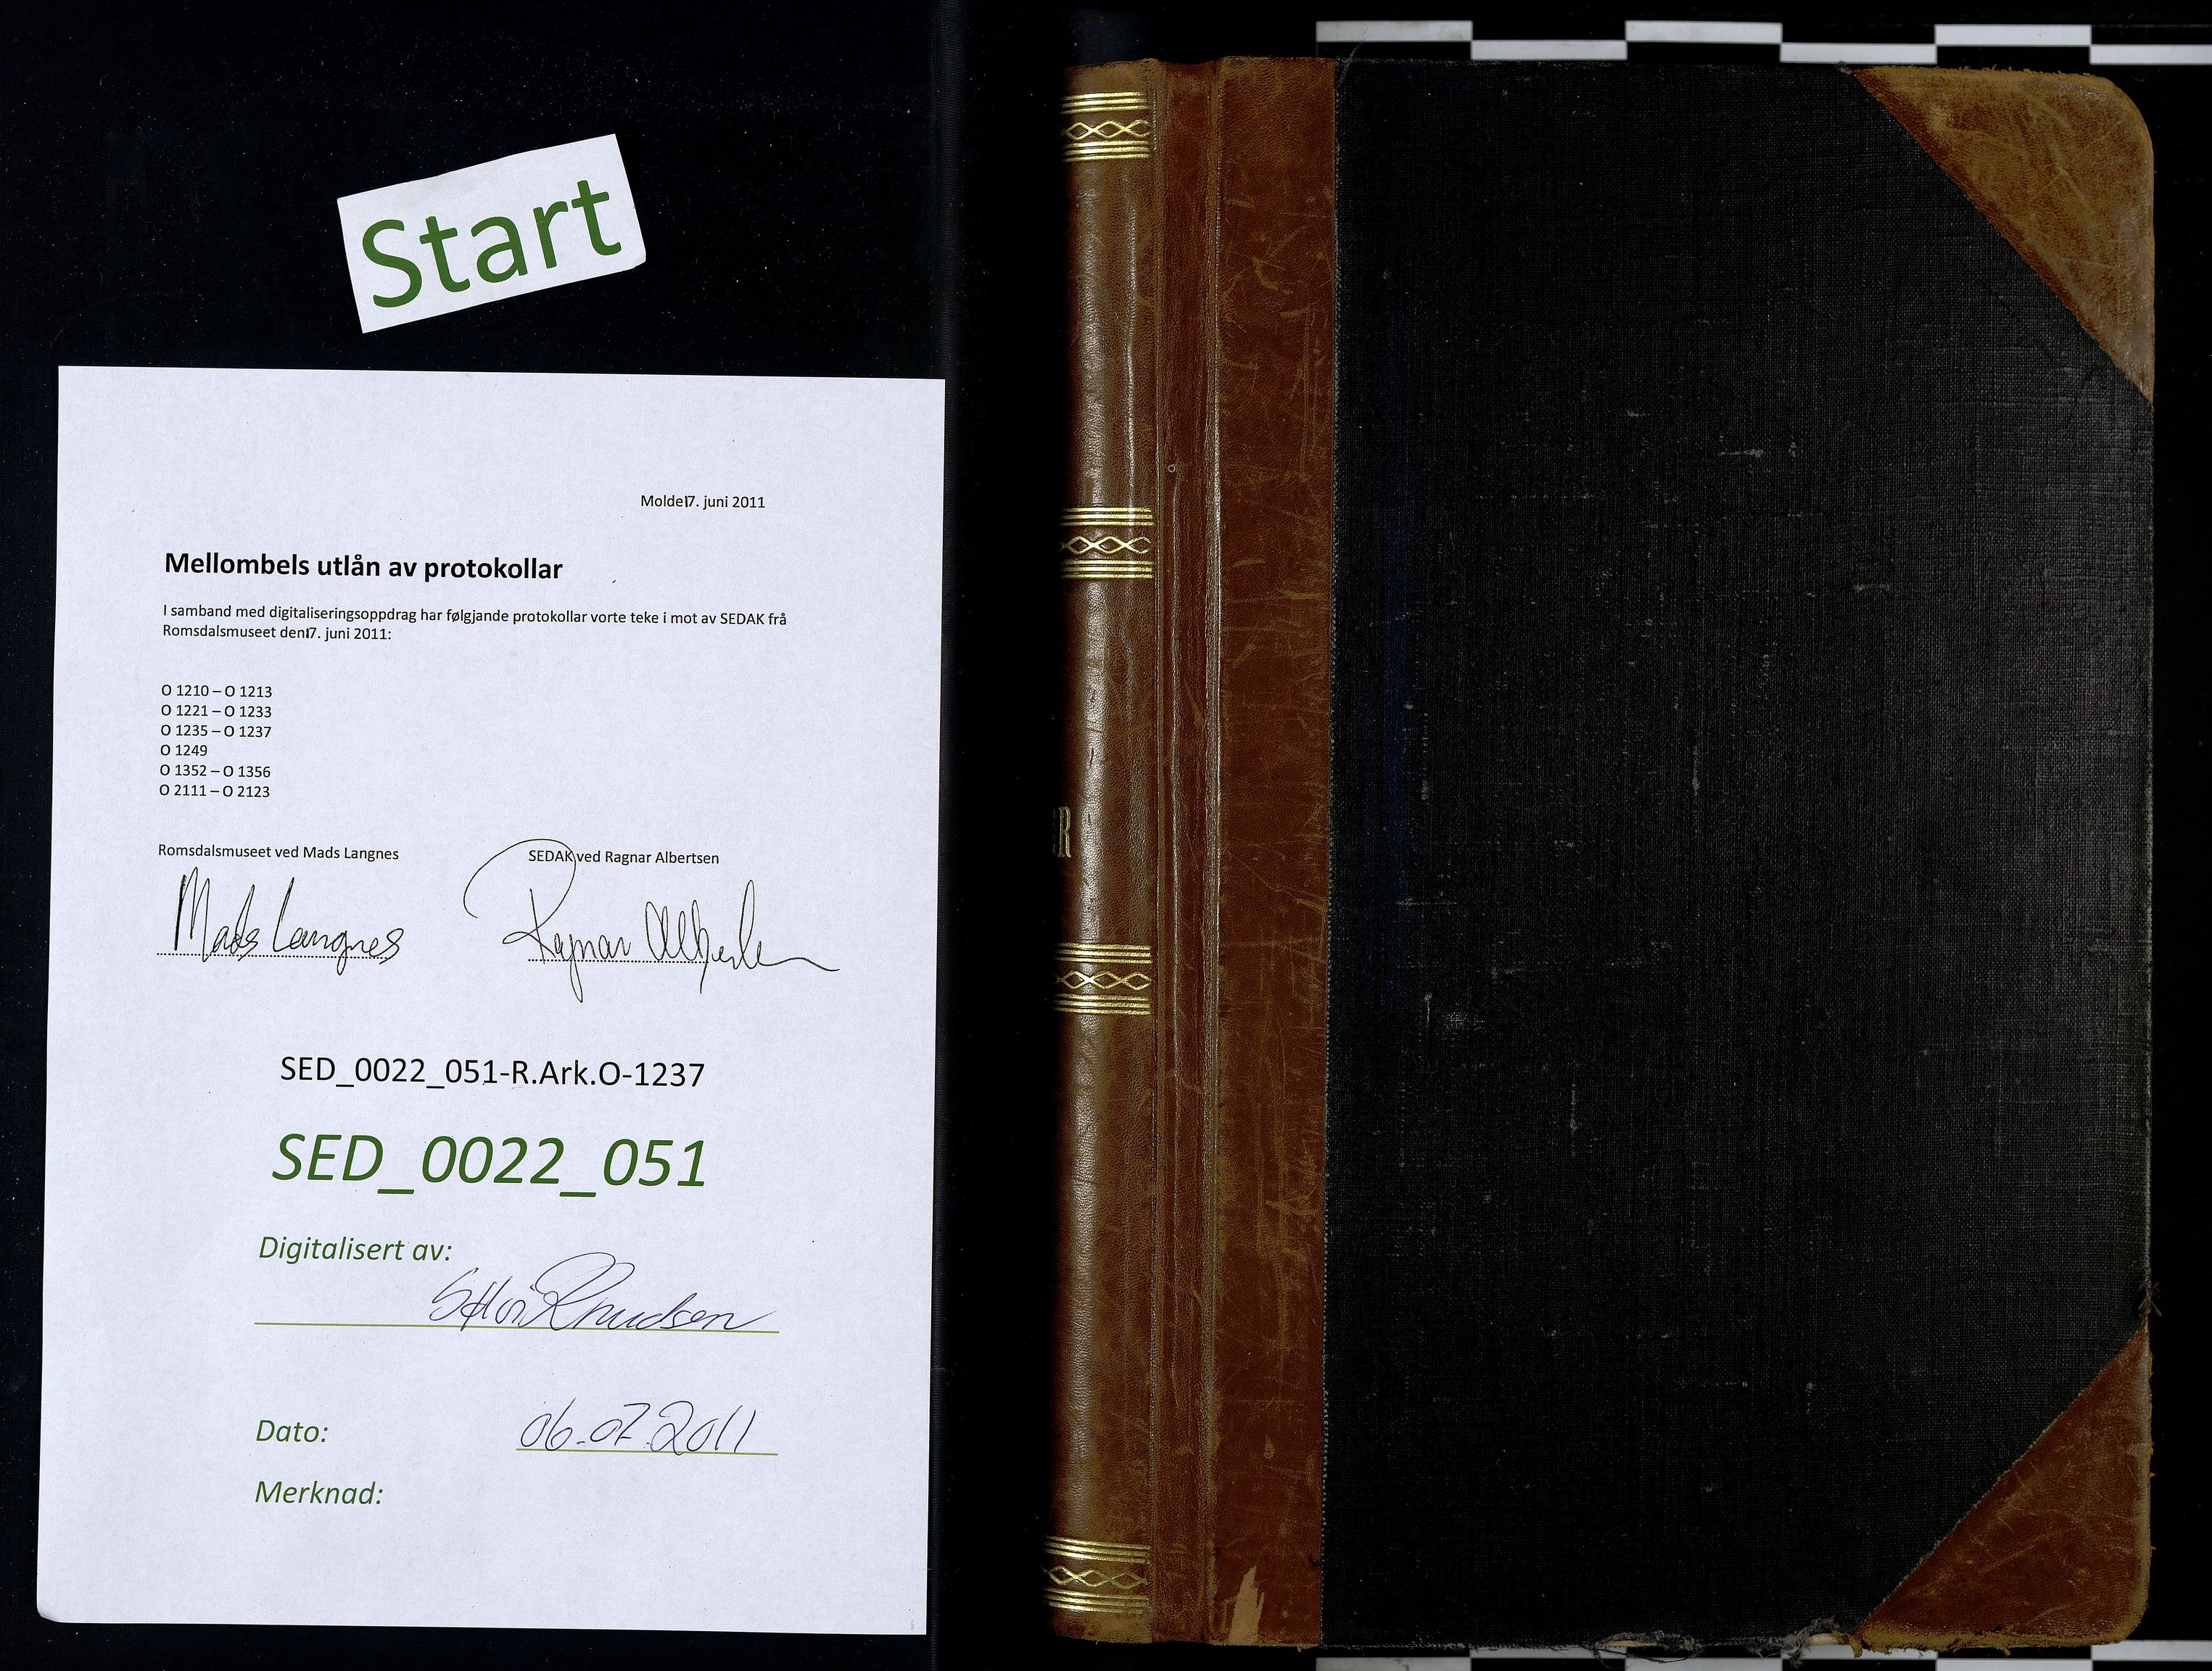 Start
Molde17. juni 2011
Mellombels utlån av protokollar
I samband med digitaliseringsoppdrag har følgjande protokollar vorte teke i mot av SEDAK frå
Romsdalsmuseet den17. juni 2011:
O 1210 – O 1213
O 1221 – O 1233
O 1235 – O 1237
O 1249
O 1352 – O 1356
O 2111 – O 2123
Romsdalsmuseet ved Mads Langnes
SEDAK ved Ragnar Albertsen
Mads Langnes
Ragnar Albertsen
SED_0022_051-R.Ark.O-1237
SED_0022_051
Digitalisert av:
Knudsen
Dato:
06.07.2011
Merknad:
R